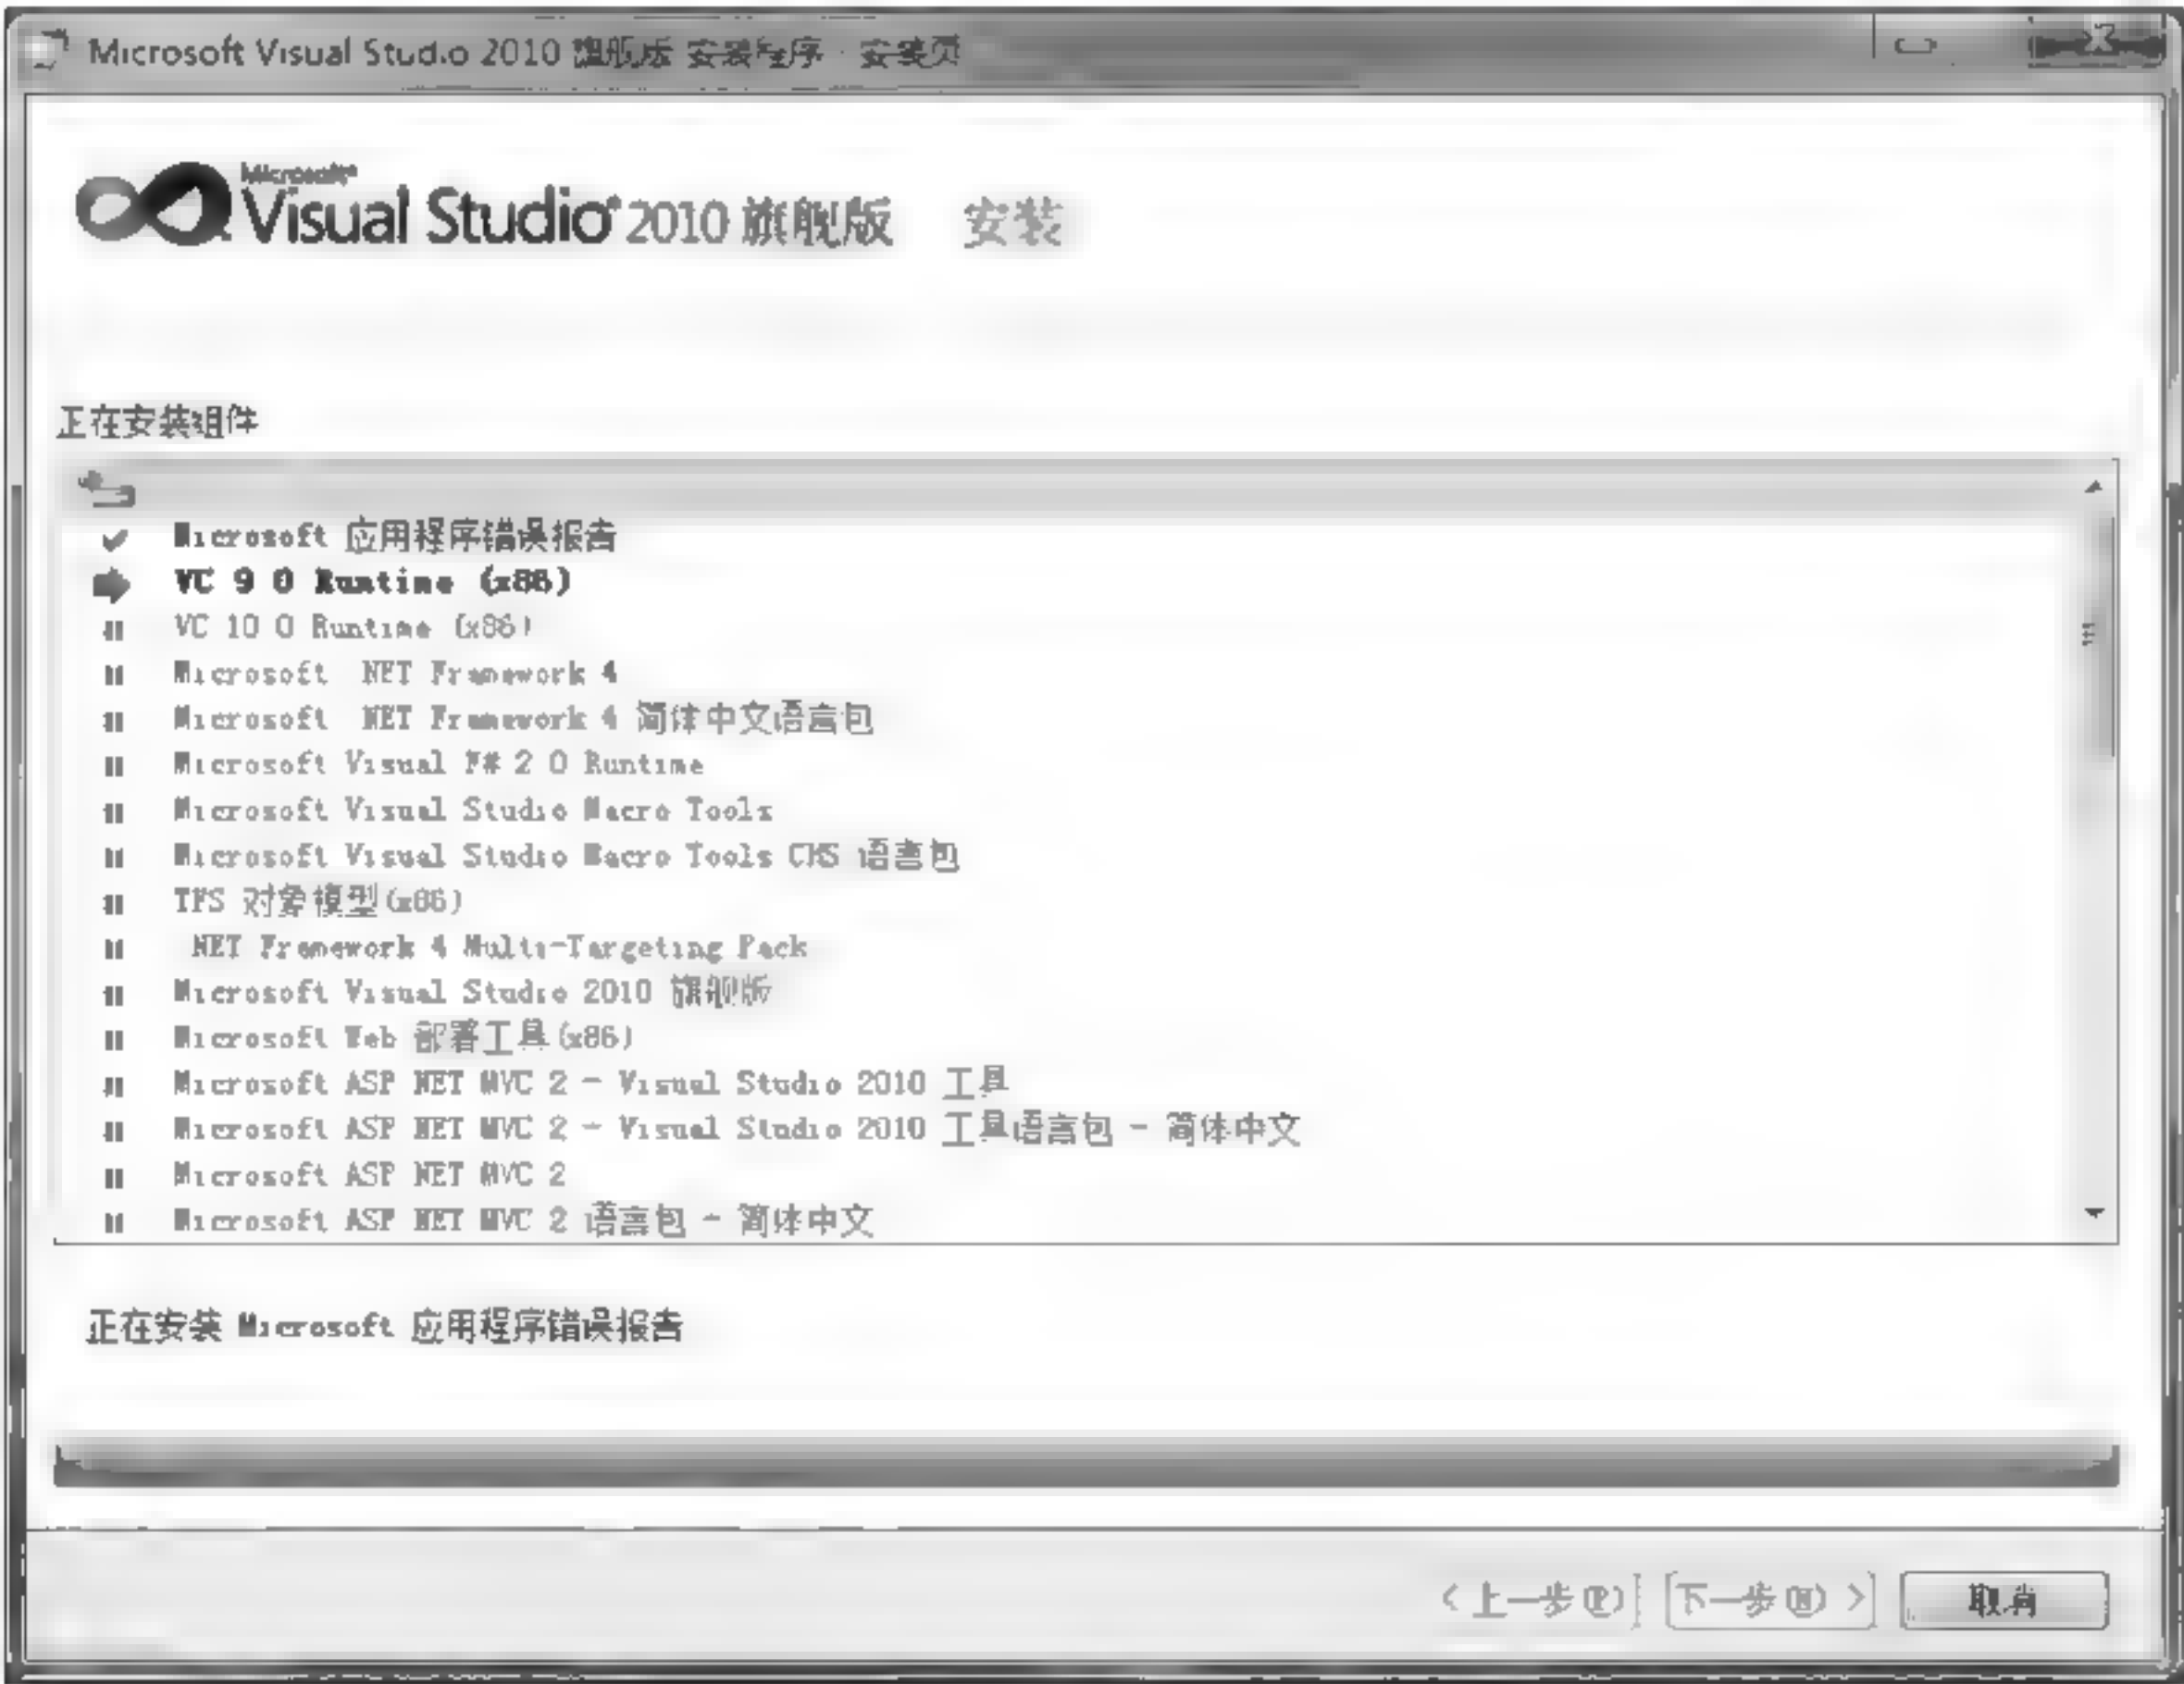 Microsoft Visual Studio 2010 旗舰版 安装程序 - 安装页
Microsoft
Visual Studio 2010 旗舰版 安装
正在安装组件
Microsoft 应用程序错误报告
VC 9 0 Runtime (x86)
VC 10 0 Runtime (x86)
Microsoft NET Framework 4
Microsoft NET Framework 4 简体中文语言包
Microsoft Visual F# 2 0 Runtime
Microsoft Visual Studio Macro Tools
Microsoft Visual Studio Macro Tools CHS 语言包
TFS 对象模型(x86)
NET Framework 4 Multi-Targeting Pack
Microsoft Visual Studio 2010 旗舰版
Microsoft Web 部署工具(x86)
Microsoft ASP NET MVC 2 - Visual Studio 2010 工具
Microsoft ASP NET MVC 2 - Visual Studio 2010 工具语言包 - 简体中文
Microsoft ASP NET MVC 2
Microsoft ASP NET MVC 2 语言包 - 简体中文
正在安装 Microsoft 应用程序错误报告
< 上一步(P) 下一步(N) > 取消